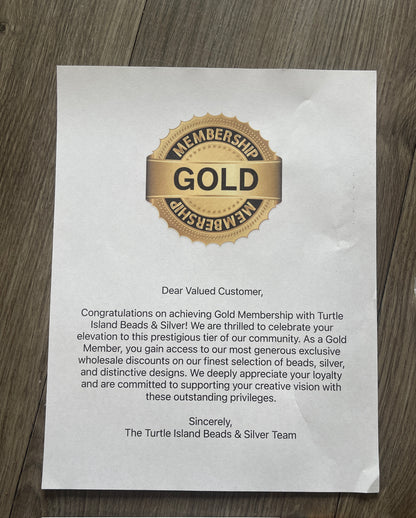 MEMBERSHIP
GOLD
MEMBERSHIP
Dear Valued Customer,
Congratulations on achieving Gold Membership with Turtle
Island Beads & Silver! We are thrilled to celebrate your
elevation to this prestigious tier of our community. As a Gold
Member, you gain access to our most generous exclusive
wholesale discounts on our finest selection of beads, silver,
and distinctive designs. We deeply appreciate your loyalty
and are committed to supporting your creative vision with
these outstanding privileges.
Sincerely,
The Turtle Island Beads & Silver Team